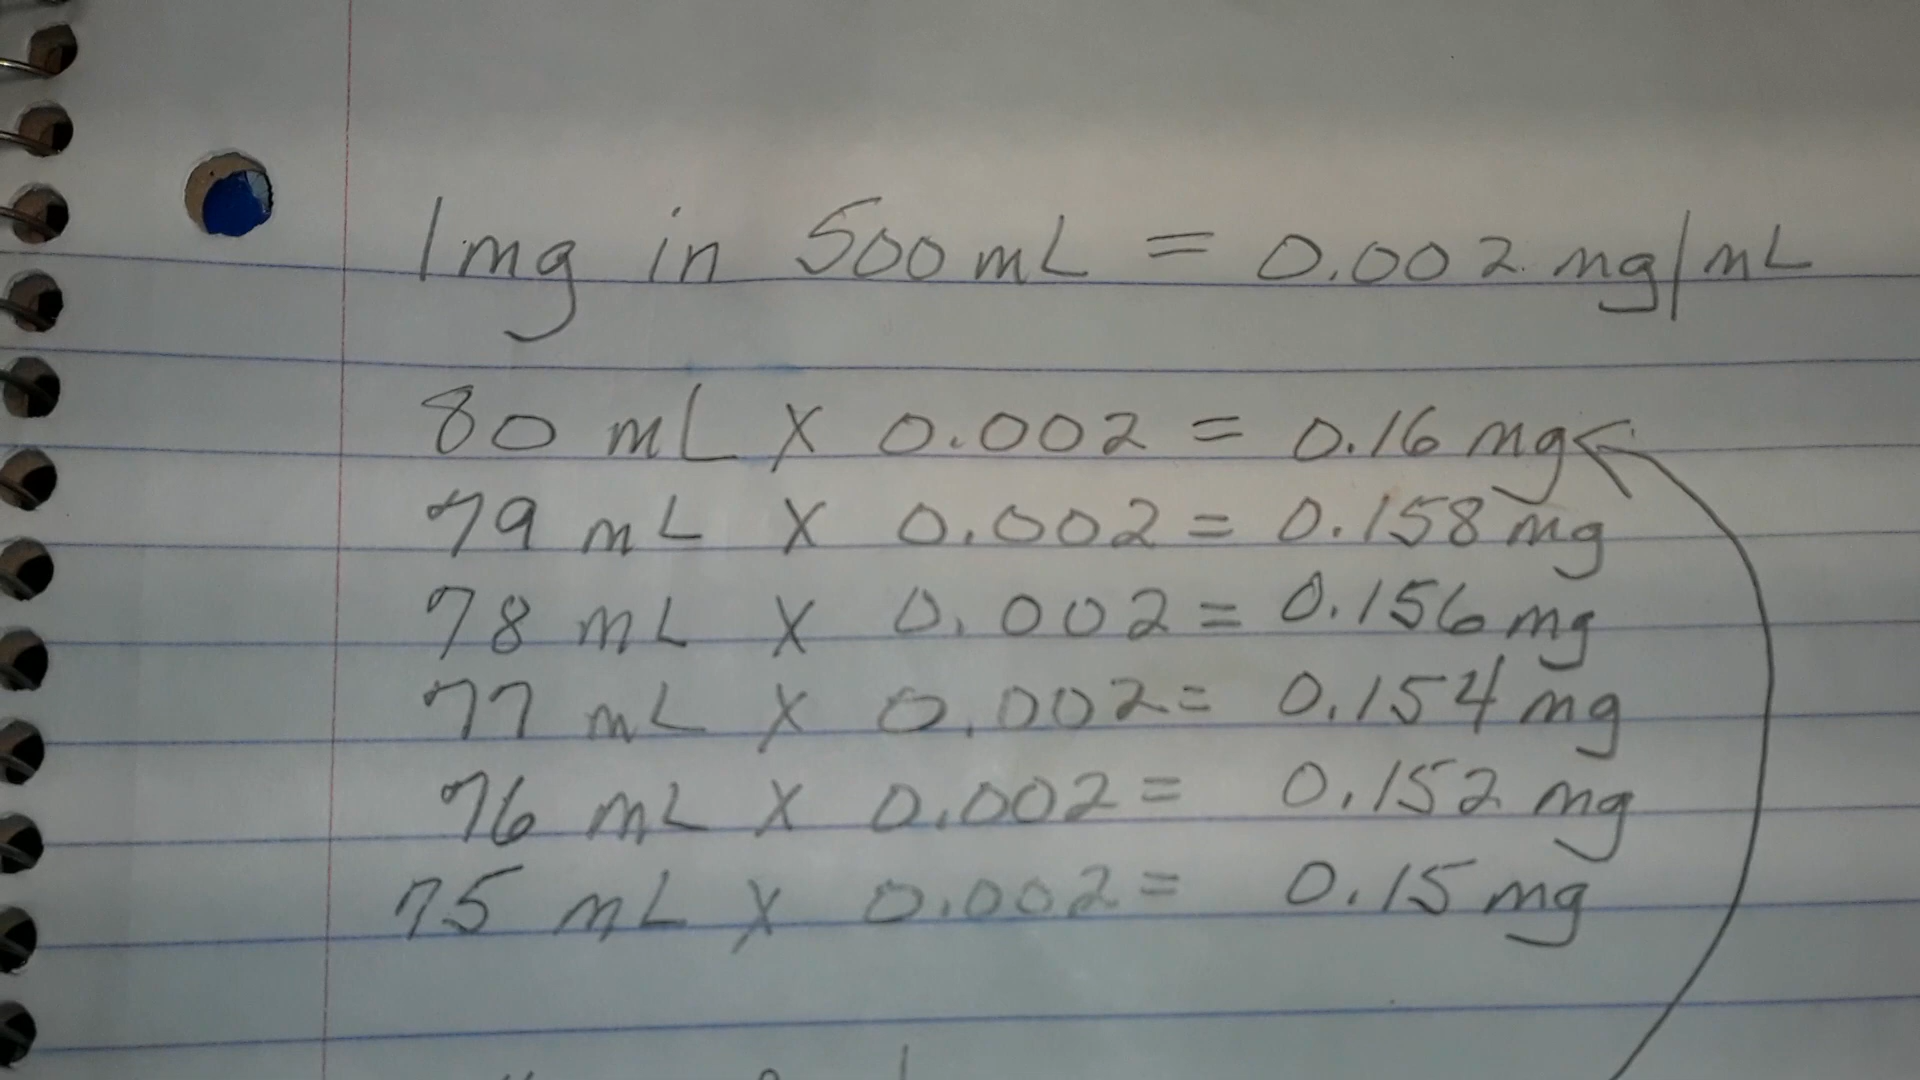 1mg in 500mL = 0.002 mg/mL
80 mL X 0.002 = 0.16 mg
79 mL X 0.002 = 0.158 mg
78 mL X 0.002 = 0.156 mg
77 mL X 0.002 = 0.154 mg
76 mL X 0.002 = 0.152 mg
75 mL X 0.002 = 0.15 mg